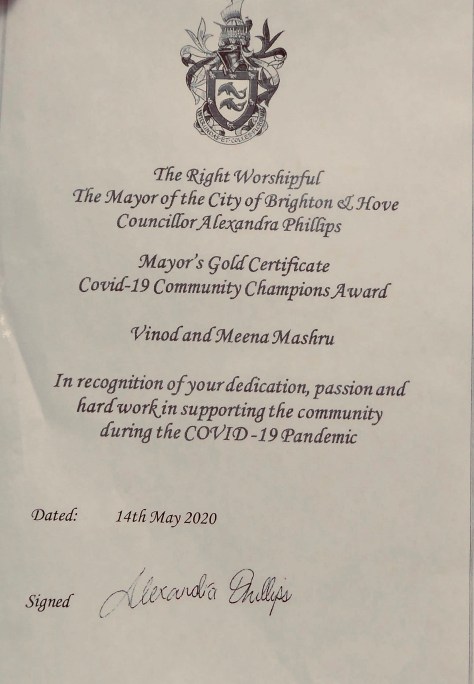 The Right Worshipful
The Mayor of the City of Brighton & Hove
Councillor Alexandra Phillips
Mayor's Gold Certificate
Covid-19 Community Champions Award
Vinod and Meena Mashru
In recognition of your dedication, passion and
hard work in supporting the community
during the COVID-19 Pandemic
Dated: 14th May 2020
Signed Alexandra Phillips